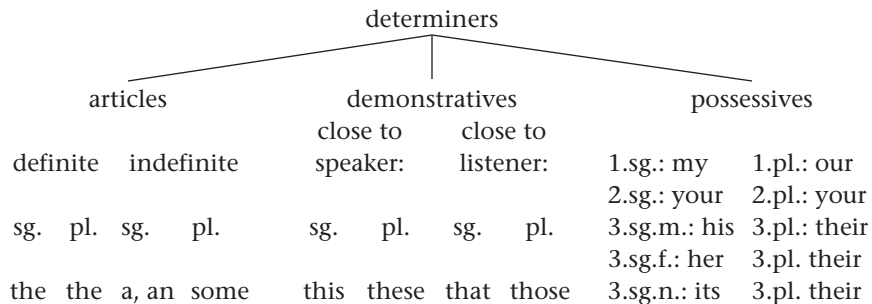 determiners
articles demonstratives possessives
close to close to
definite indefinite speaker: listener: 1.sg.: my 1.pl.: our
2.sg.: your 2.pl.: your
sg. pl. sg. pl. sg. pl. sg. pl. 3.sg.m.: his 3.pl.: their
3.sg.f.: her 3.pl. their
the the a, an some this these that those 3.sg.n.: its 3.pl. their